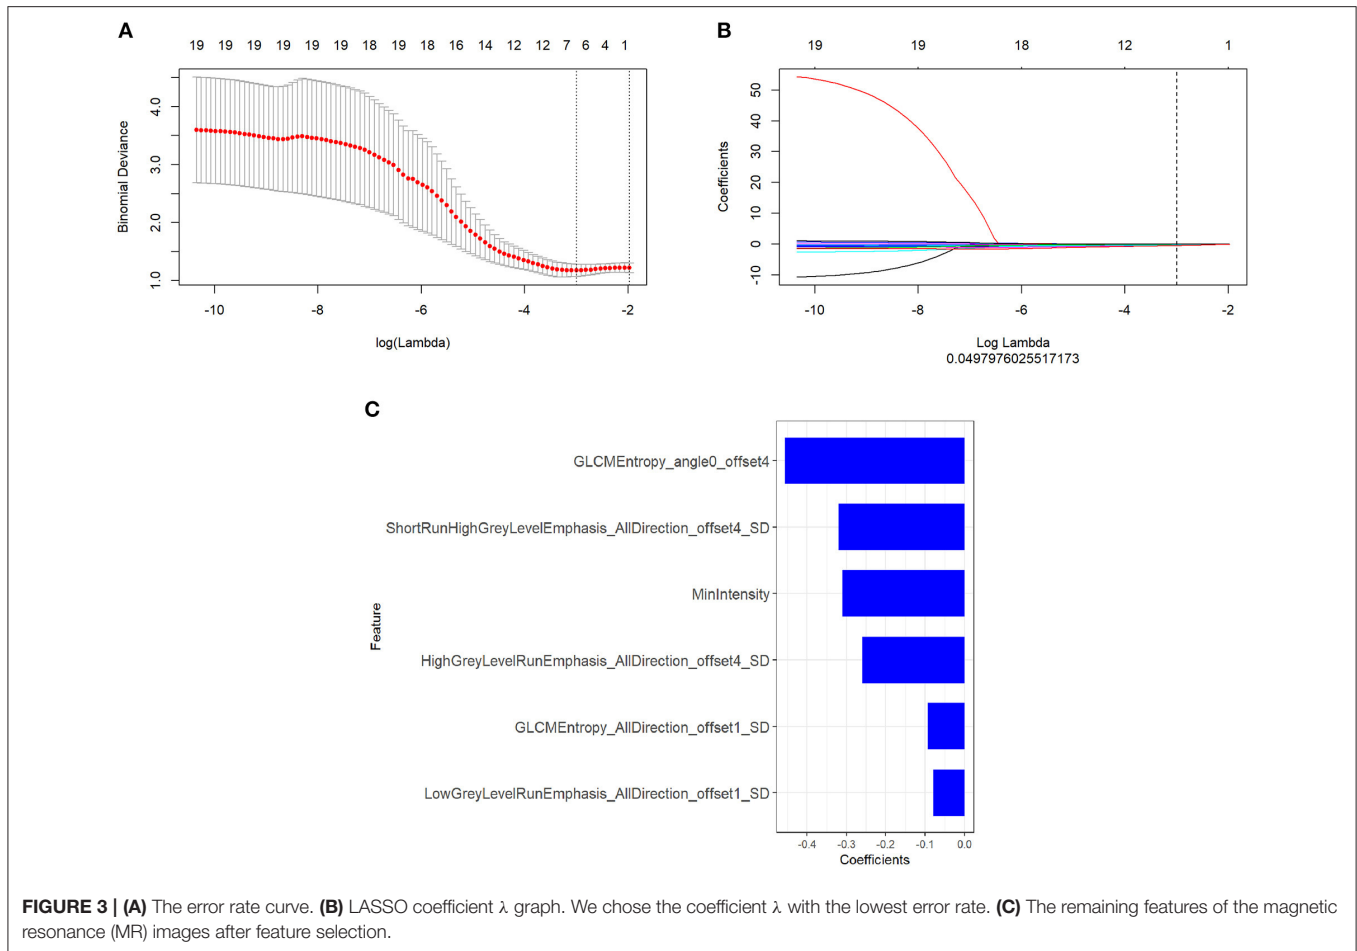 A
19 19 19 19 19 19 18 19 18 16 14 12 12 7 6 4 1
Binomial Deviance
4.0
3.0
2.0
1.0
-10 -8 -6 -4 -2
log(Lambda)
B
19 19 18 12 1
Coefficients
50
40
30
20
10
0
-10
-10 -8 -6 -4 -2
Log Lambda
0.0497976025517173
C
Feature
GLCMEntropy_angle0_offset4
ShortRunHighGreyLevelEmphasis_AllDirection_offset4_SD
MinIntensity
HighGreyLevelRunEmphasis_AllDirection_offset4_SD
GLCMEntropy_AllDirection_offset1_SD
LowGreyLevelRunEmphasis_AllDirection_offset1_SD
-0.4 -0.3 -0.2 -0.1 0.0
Coefficients
FIGURE 3 | (A) The error rate curve. (B) LASSO coefficient λ graph. We chose the coefficient λ with the lowest error rate. (C) The remaining features of the magnetic
resonance (MR) images after feature selection.